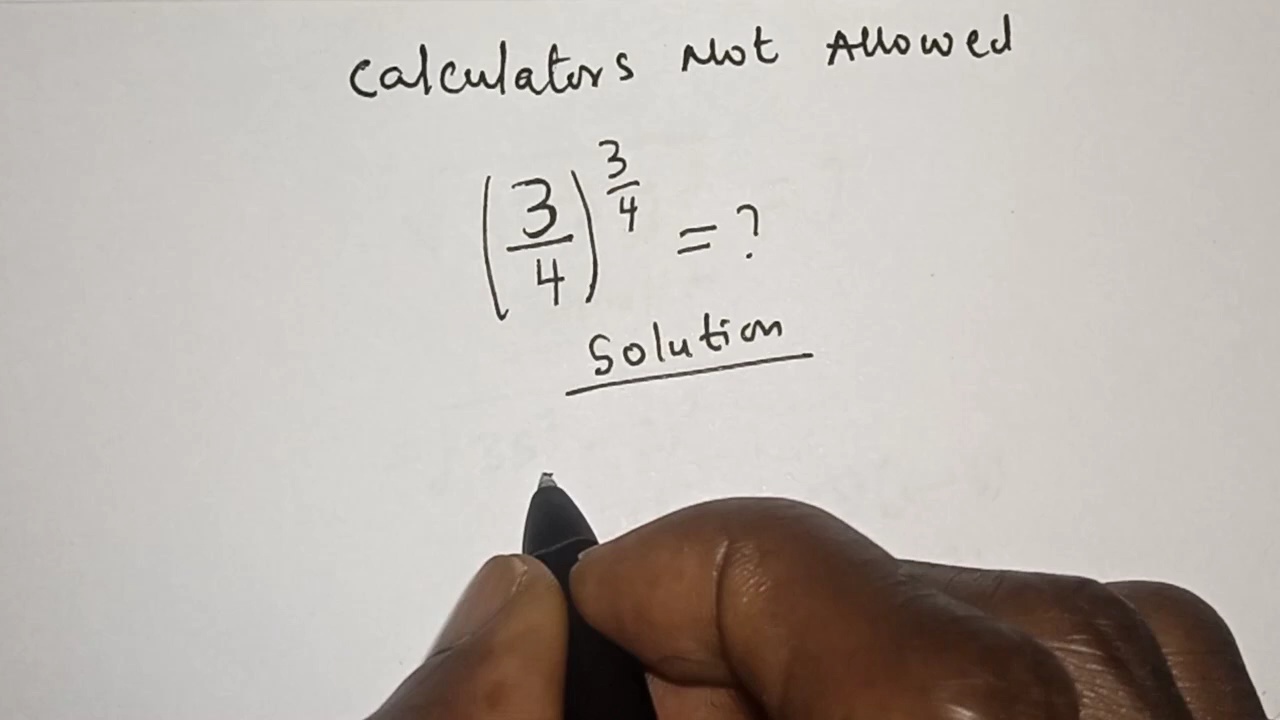 Calculators Not Allowed
(3/4)^(3/4) = ?
Solution